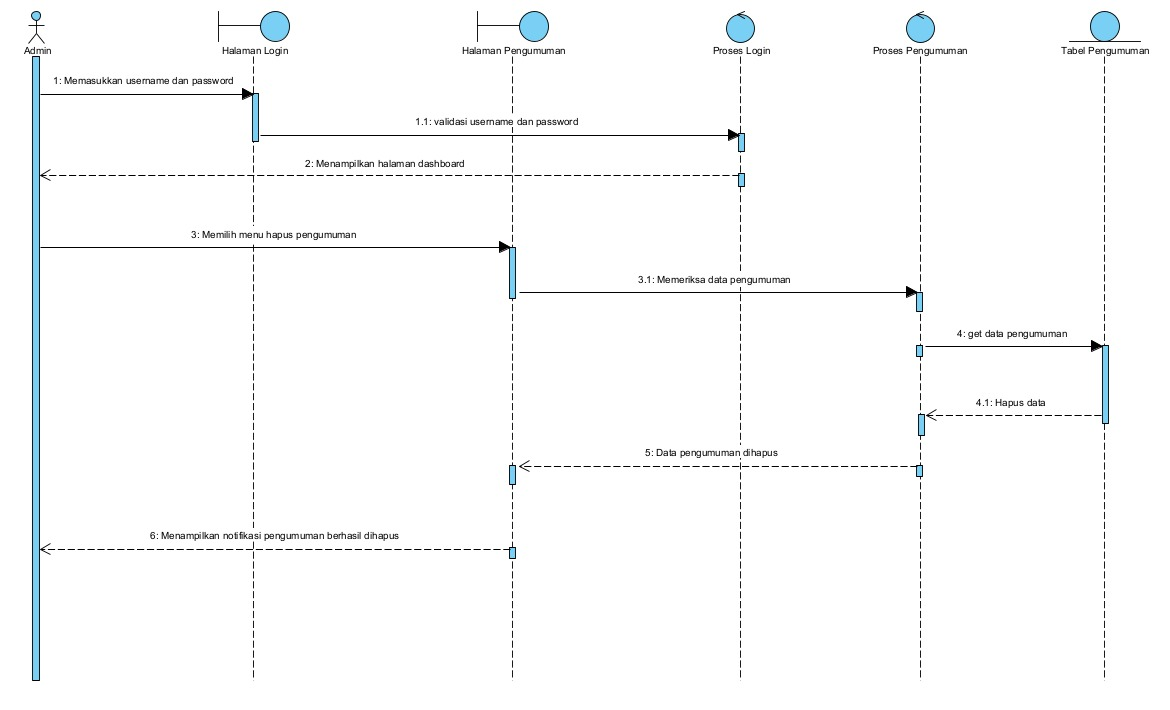 Admin
Halaman Login
Halaman Pengumuman
Proses Login
Proses Pengumuman
Tabel Pengumuman
1: Memasukkan username dan password
1.1: validasi username dan password
2: Menampilkan halaman dashboard
3: Memilih menu hapus pengumuman
3.1: Memeriksa data pengumuman
4: get data pengumuman
4.1: Hapus data
5: Data pengumuman dihapus
6: Menampilkan notifikasi pengumuman berhasil dihapus